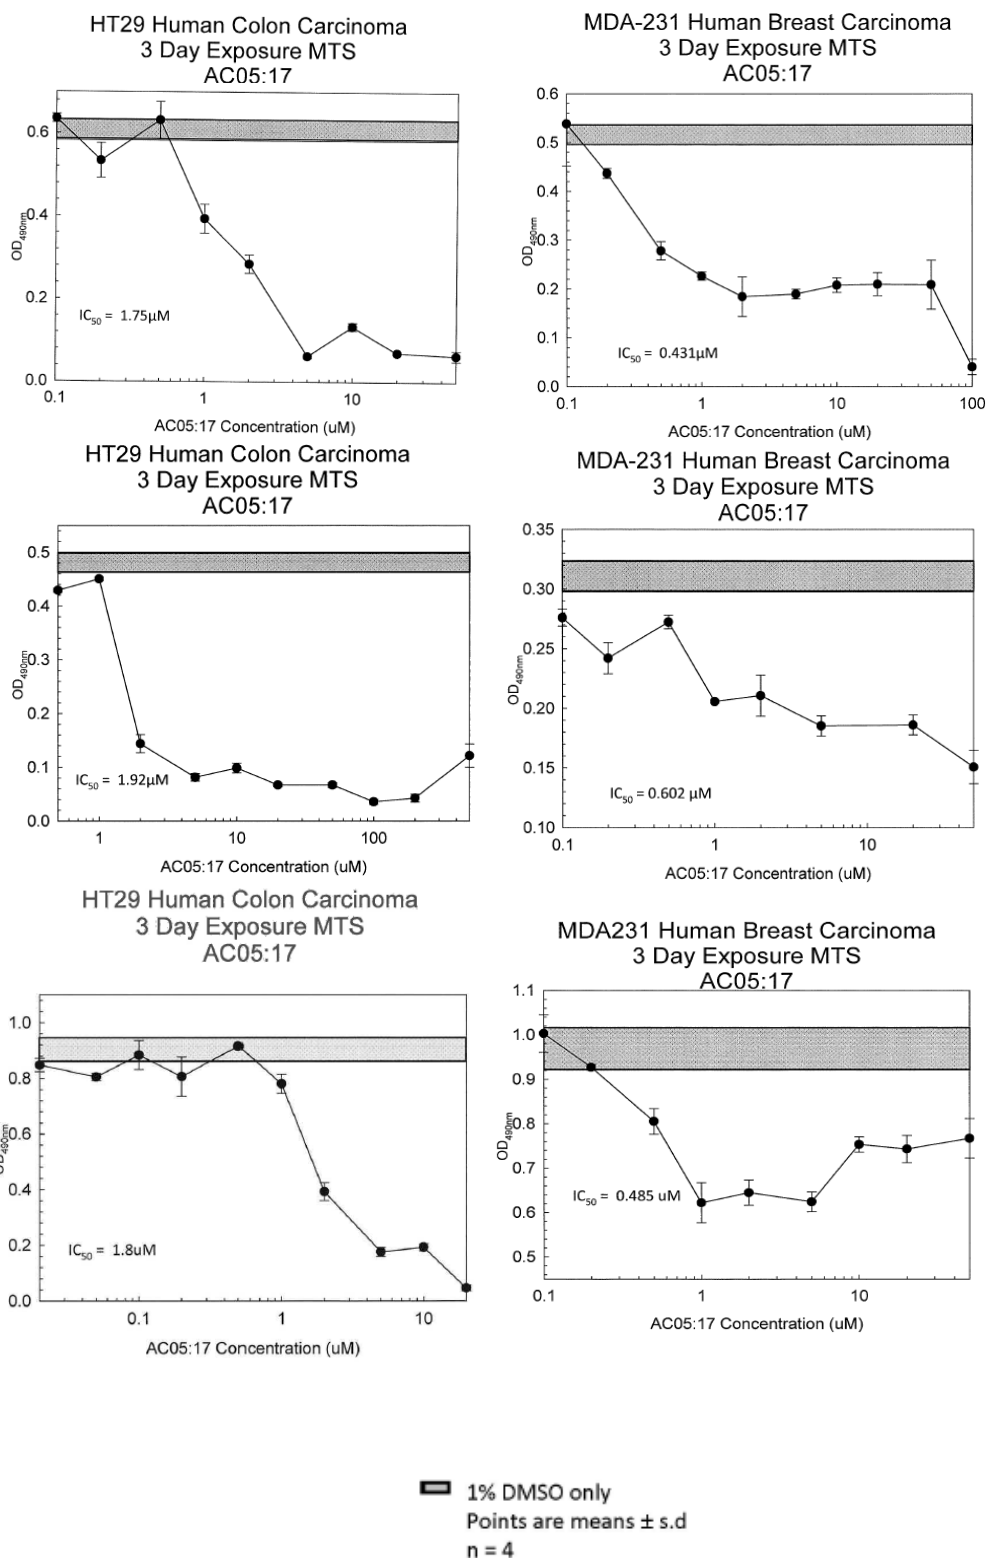 HT29 Human Colon Carcinoma
3 Day Exposure MTS
AC05:17
0.6
0.4
0.2
0.0
OD490nm
IC50 = 1.75µM
0.1
1
10
AC05:17 Concentration (uM)
MDA-231 Human Breast Carcinoma
3 Day Exposure MTS
AC05:17
0.6
0.5
0.4
0.3
0.2
0.1
0.0
OD490nm
IC50 = 0.431µM
0.1
1
10
100
AC05:17 Concentration (uM)
HT29 Human Colon Carcinoma
3 Day Exposure MTS
AC05:17
0.5
0.4
0.3
0.2
0.1
0.0
OD490nm
IC50 = 1.92µM
1
10
100
AC05:17 Concentration (uM)
MDA-231 Human Breast Carcinoma
3 Day Exposure MTS
AC05:17
0.35
0.30
0.25
0.20
0.15
0.10
OD490nm
IC50 = 0.602 µM
0.1
1
10
AC05:17 Concentration (uM)
HT29 Human Colon Carcinoma
3 Day Exposure MTS
AC05:17
1.0
0.8
0.6
0.4
0.2
0.0
OD490nm
IC50 = 1.8uM
0.1
1
10
AC05:17 Concentration (uM)
MDA231 Human Breast Carcinoma
3 Day Exposure MTS
AC05:17
1.1
1.0
0.9
0.8
0.7
0.6
0.5
OD490nm
IC50 = 0.485 uM
0.1
1
10
AC05:17 Concentration (uM)
1% DMSO only
Points are means ± s.d
n = 4